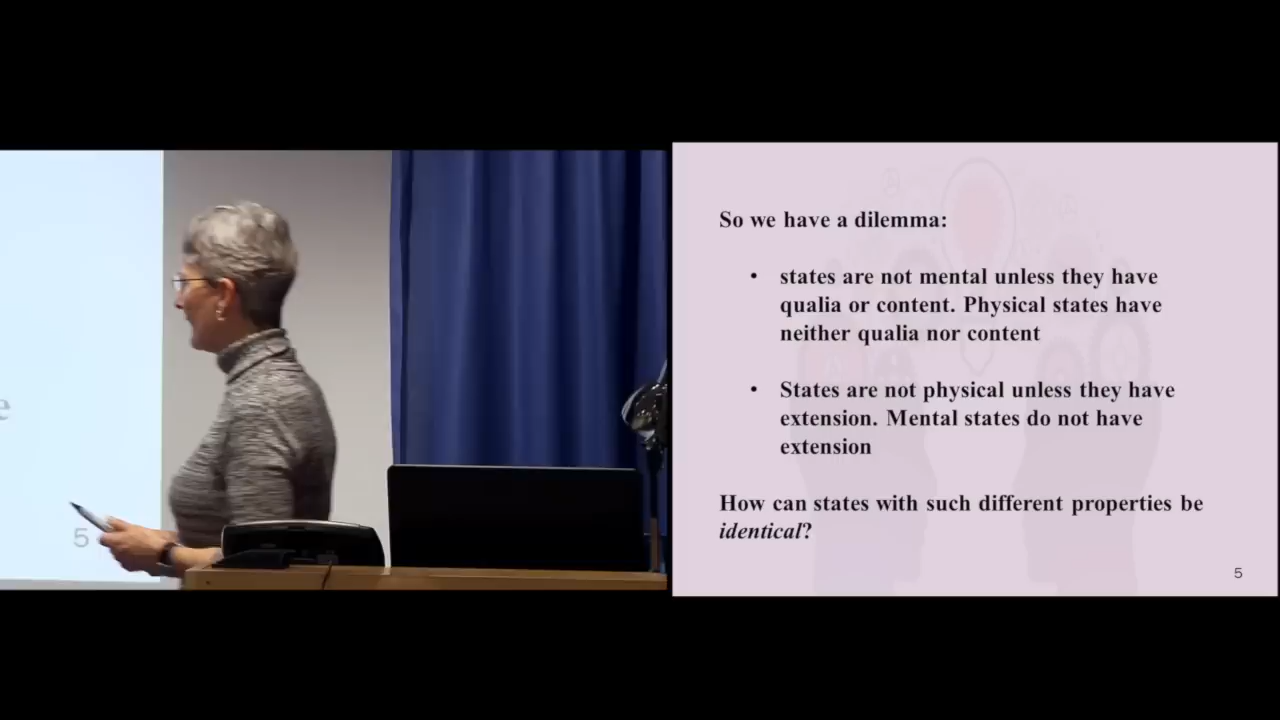 So we have a dilemma:
• states are not mental unless they have
qualia or content. Physical states have
neither qualia nor content
• States are not physical unless they have
extension. Mental states do not have
extension
How can states with such different properties be
identical?
5
e
5